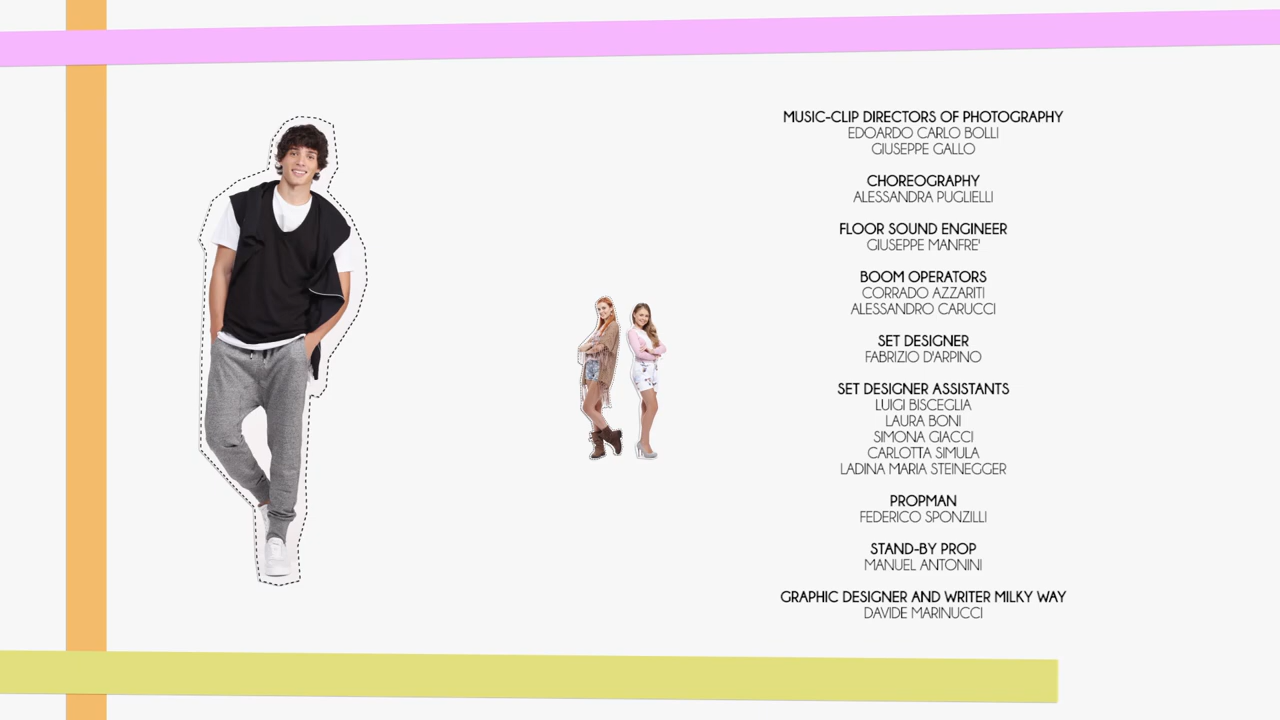 MUSIC-CLIP DIRECTORS OF PHOTOGRAPHY
EDOARDO CARLO BOLLI
GIUSEPPE GALLO
CHOREOGRAPHY
ALESSANDRA PUGLIELLI
FLOOR SOUND ENGINEER
GIUSEPPE MANFRE'
BOOM OPERATORS
CORRADO AZZARITI
ALESSANDRO CARUCCI
SET DESIGNER
FABRIZIO D'ARPINO
SET DESIGNER ASSISTANTS
LUIGI BISCEGLIA
LAURA BONI
SIMONA GIACCI
CARLOTTA SIMULA
LADINA MARIA STEINEGGER
PROPMAN
FEDERICO SPONZILLI
STAND-BY PROP
MANUEL ANTONINI
GRAPHIC DESIGNER AND WRITER MILKY WAY
DAVIDE MARINUCCI